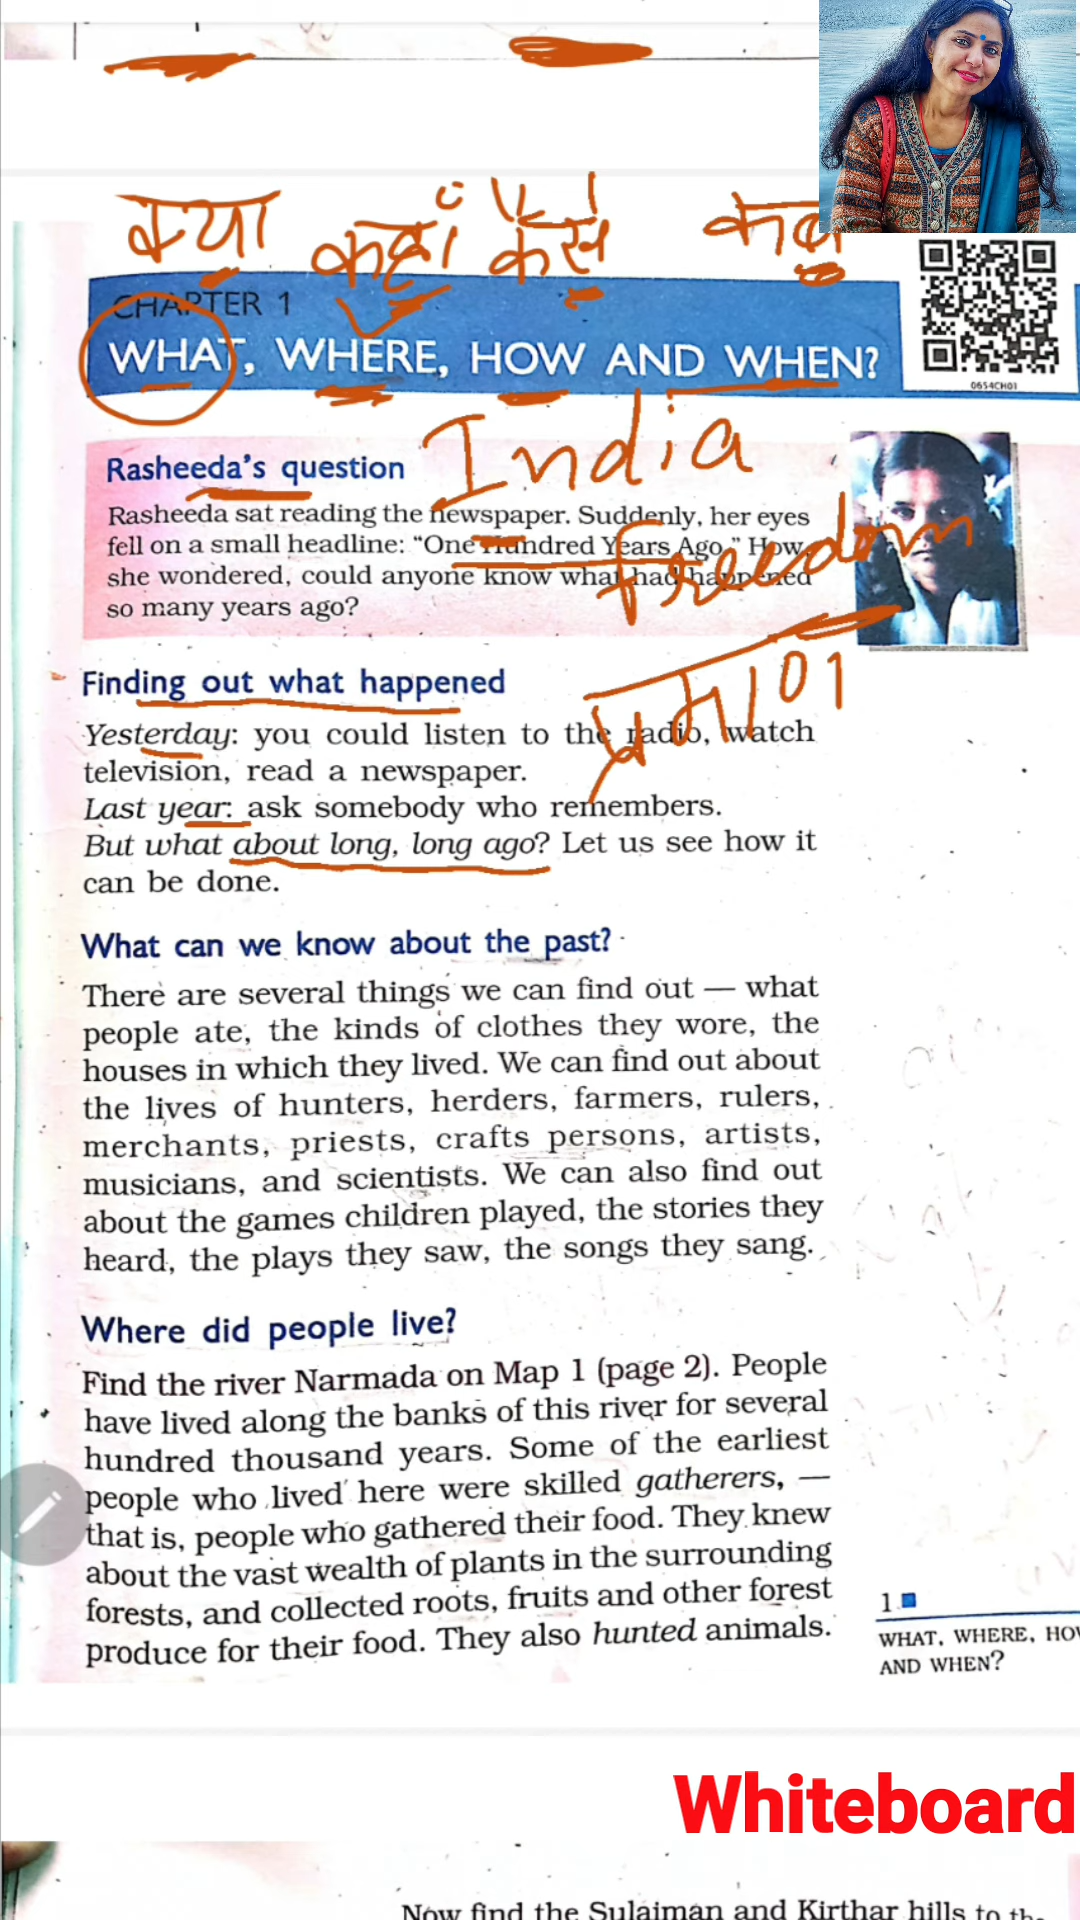 क्या कहां कैसे कब
CHAPTER 1
WHAT, WHERE, HOW AND WHEN?
0654CH01
India
Rasheeda's question
Rasheeda sat reading the newspaper. Suddenly, her eyes
fell on a small headline: “One Hundred Years Ago.” How,
she wondered, could anyone know what had happened
so many years ago?
freedom
प्रमाण
Finding out what happened
Yesterday: you could listen to the radio, watch
television, read a newspaper.
Last year: ask somebody who remembers.
But what about long, long ago? Let us see how it
can be done.
What can we know about the past?
There are several things we can find out — what
people ate, the kinds of clothes they wore, the
houses in which they lived. We can find out about
the lives of hunters, herders, farmers, rulers,
merchants, priests, crafts persons, artists,
musicians, and scientists. We can also find out
about the games children played, the stories they
heard, the plays they saw, the songs they sang.
Where did people live?
Find the river Narmada on Map 1 (page 2). People
have lived along the banks of this river for several
hundred thousand years. Some of the earliest
people who lived here were skilled gatherers, —
that is, people who gathered their food. They knew
about the vast wealth of plants in the surrounding
forests, and collected roots, fruits and other forest
produce for their food. They also hunted animals.
1
WHAT, WHERE, HOW
AND WHEN?
Whiteboard
Now find the Sulaiman and Kirthar hills to the